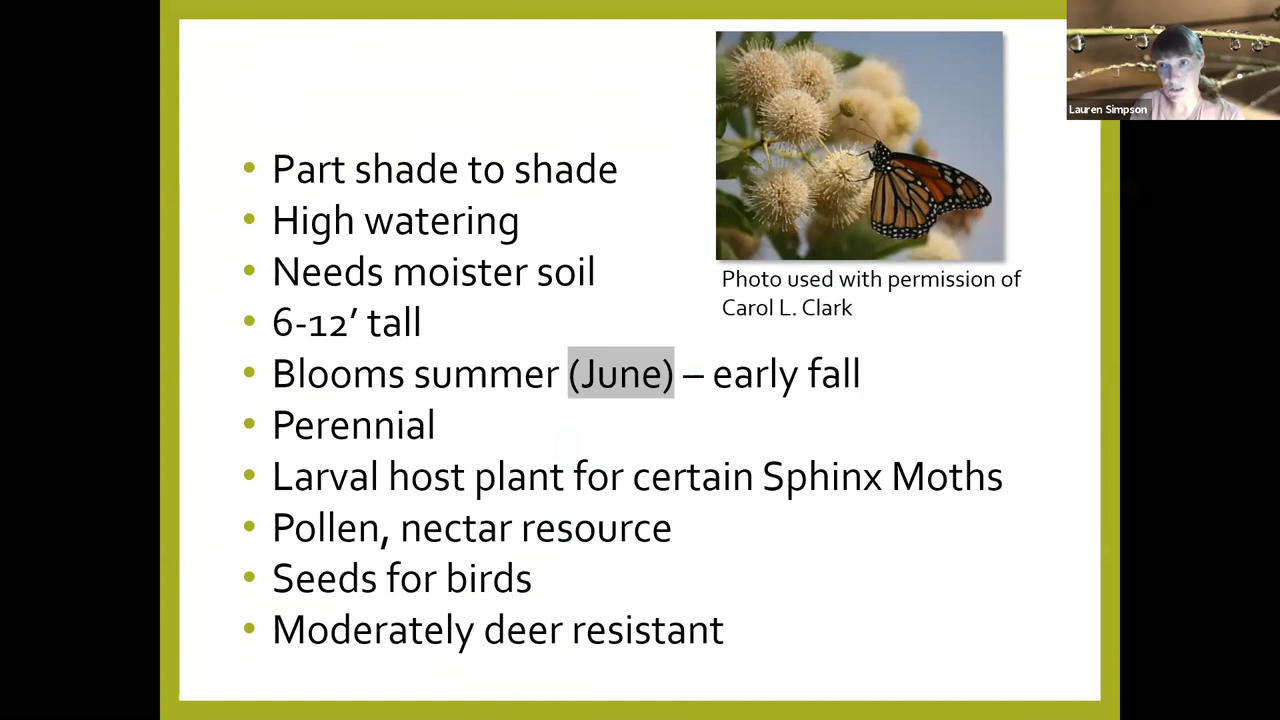 Lauren Simpson
Photo used with permission of
Carol L. Clark
• Part shade to shade
• High watering
• Needs moister soil
• 6-12’ tall
• Blooms summer (June) – early fall
• Perennial
• Larval host plant for certain Sphinx Moths
• Pollen, nectar resource
• Seeds for birds
• Moderately deer resistant